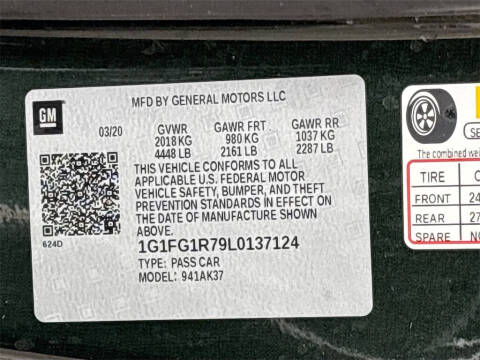 GM
MFD BY GENERAL MOTORS LLC
03/20 GVWR GAWR FRT GAWR RR
2018 KG 980 KG 1037 KG
4448 LB 2161 LB 2287 LB
THIS VEHICLE CONFORMS TO ALL
APPLICABLE U.S. FEDERAL MOTOR
VEHICLE SAFETY, BUMPER, AND THEFT
PREVENTION STANDARDS IN EFFECT ON
THE DATE OF MANUFACTURE SHOWN
ABOVE.
624D
1G1FG1R79L0137124
TYPE: PASS CAR
MODEL: 941AK37
The combined
TIRE
FRONT 24
REAR 27
SPARE